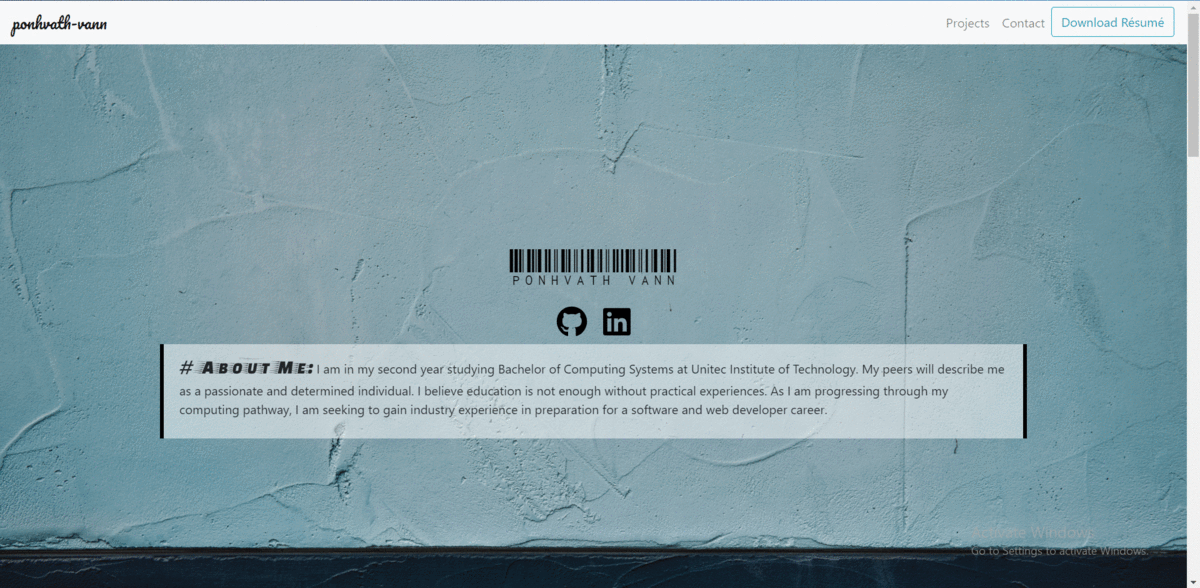 ponhvath-vann
Projects Contact Download Résumé
PONHVATH VANN
in
# ABOUT ME: I am in my second year studying Bachelor of Computing Systems at Unitec Institute of Technology. My peers will describe me
as a passionate and determined individual. I believe education is not enough without practical experiences. As I am progressing through my
computing pathway, I am seeking to gain industry experience in preparation for a software and web developer career.
Activate Windows
Go to Settings to activate Windows.